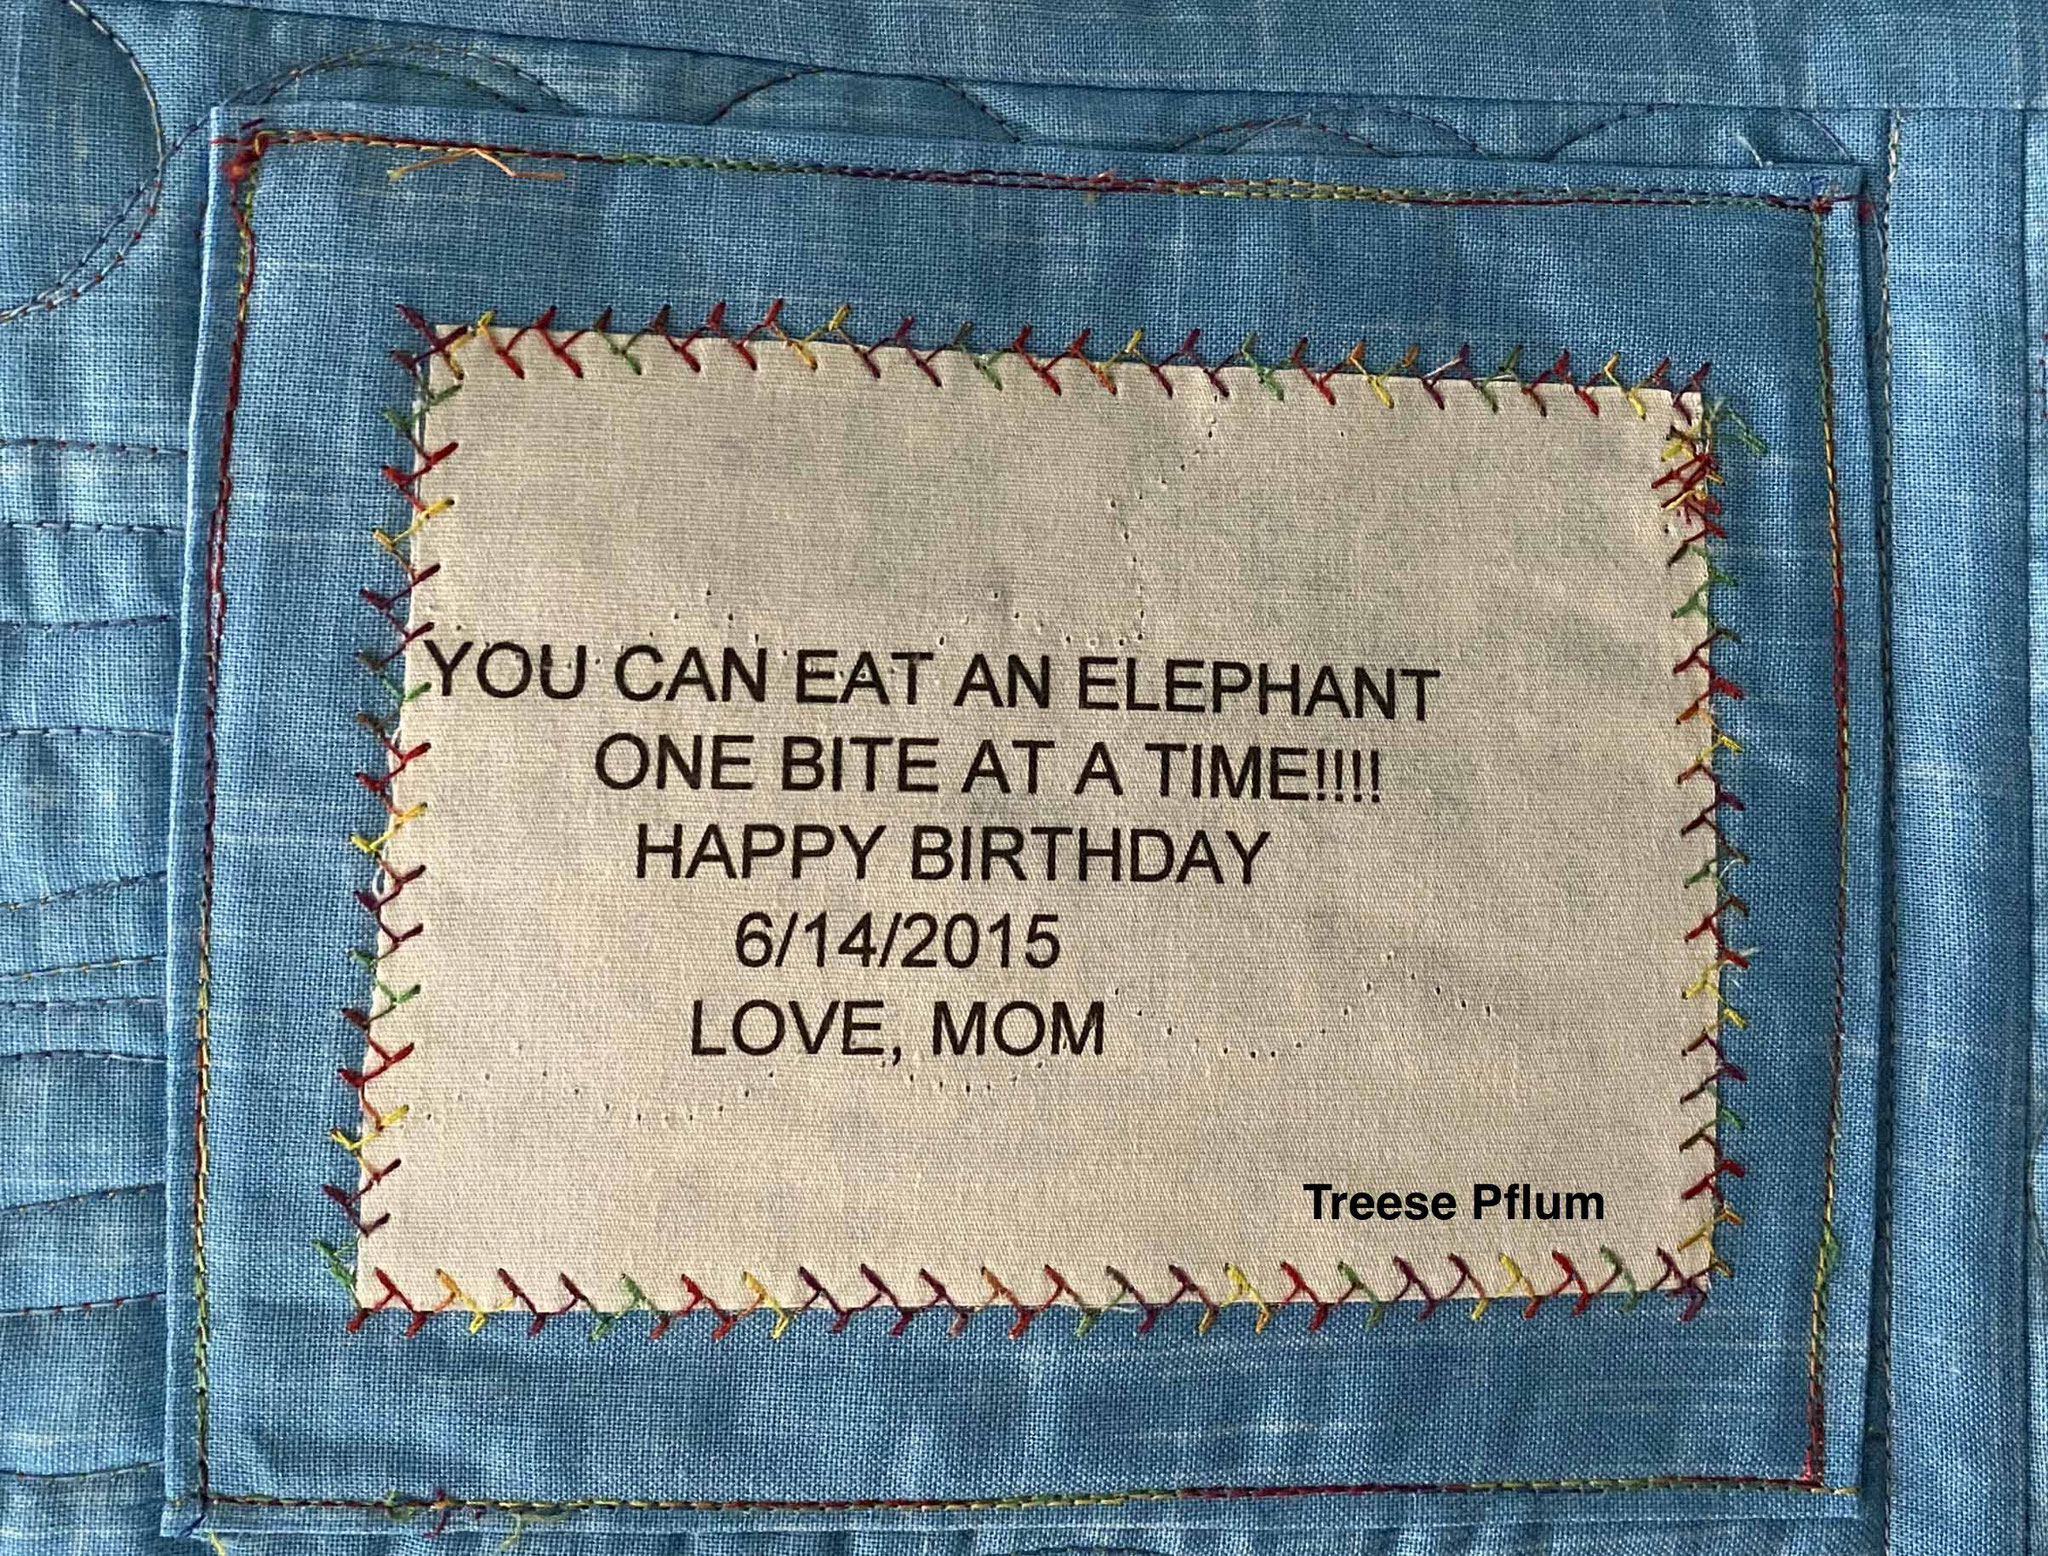 YOU CAN EAT AN ELEPHANT
ONE BITE AT A TIME!!!!
HAPPY BIRTHDAY
6/14/2015
LOVE, MOM
Treese Pflum